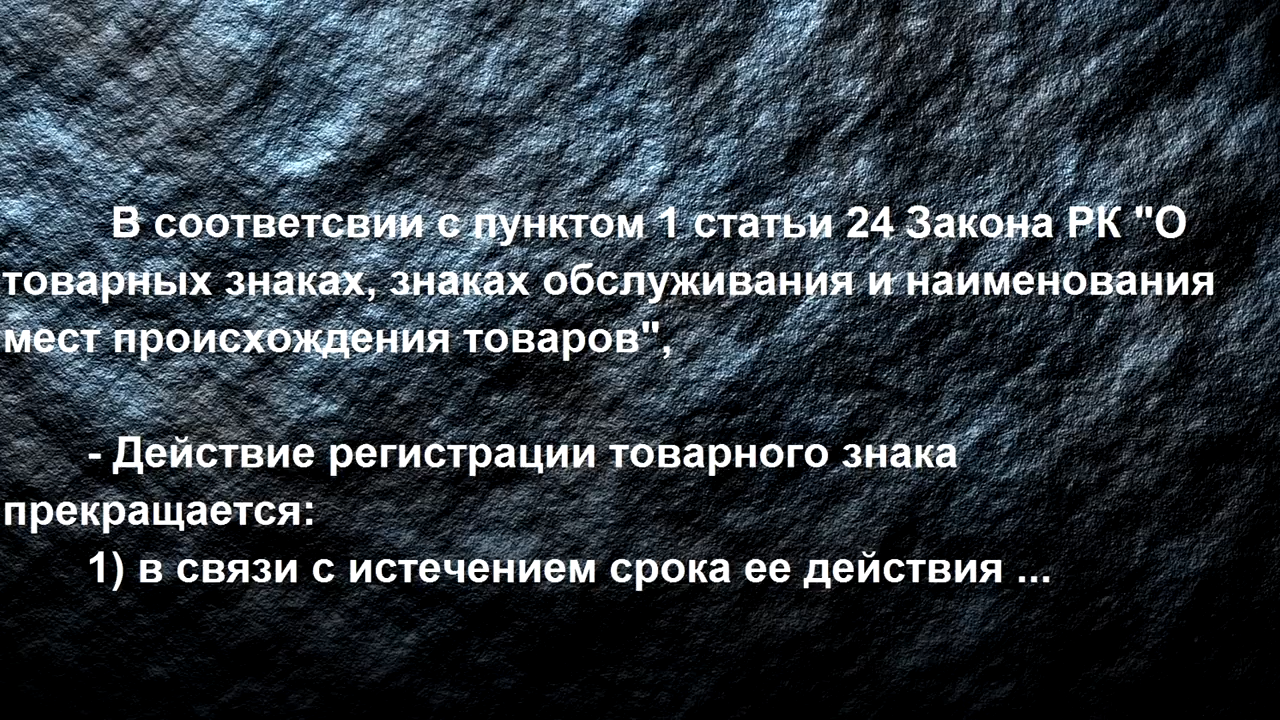 В соответсвии с пунктом 1 статьи 24 Закона РК "О
товарных знаках, знаках обслуживания и наименования
мест происхождения товаров",
- Действие регистрации товарного знака
прекращается:
1) в связи с истечением срока ее действия ...